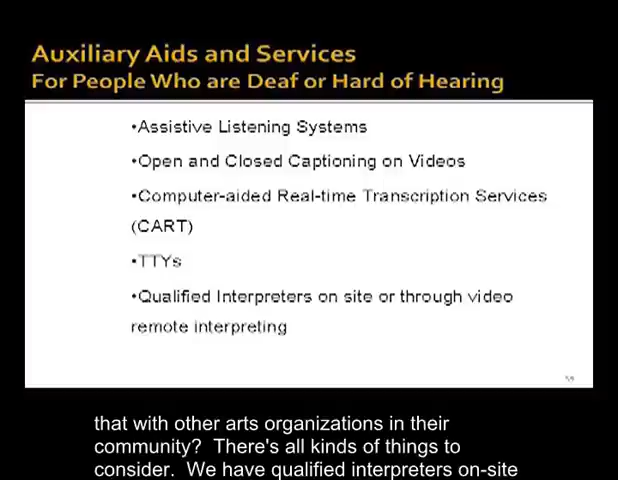 Auxiliary Aids and Services
For People Who are Deaf or Hard of Hearing
•Assistive Listening Systems
•Open and Closed Captioning on Videos
•Computer-aided Real-time Transcription Services
(CART)
•TTYs
•Qualified Interpreters on site or through video
remote interpreting
that with other arts organizations in their
community?  There's all kinds of things to
consider.  We have qualified interpreters on-site